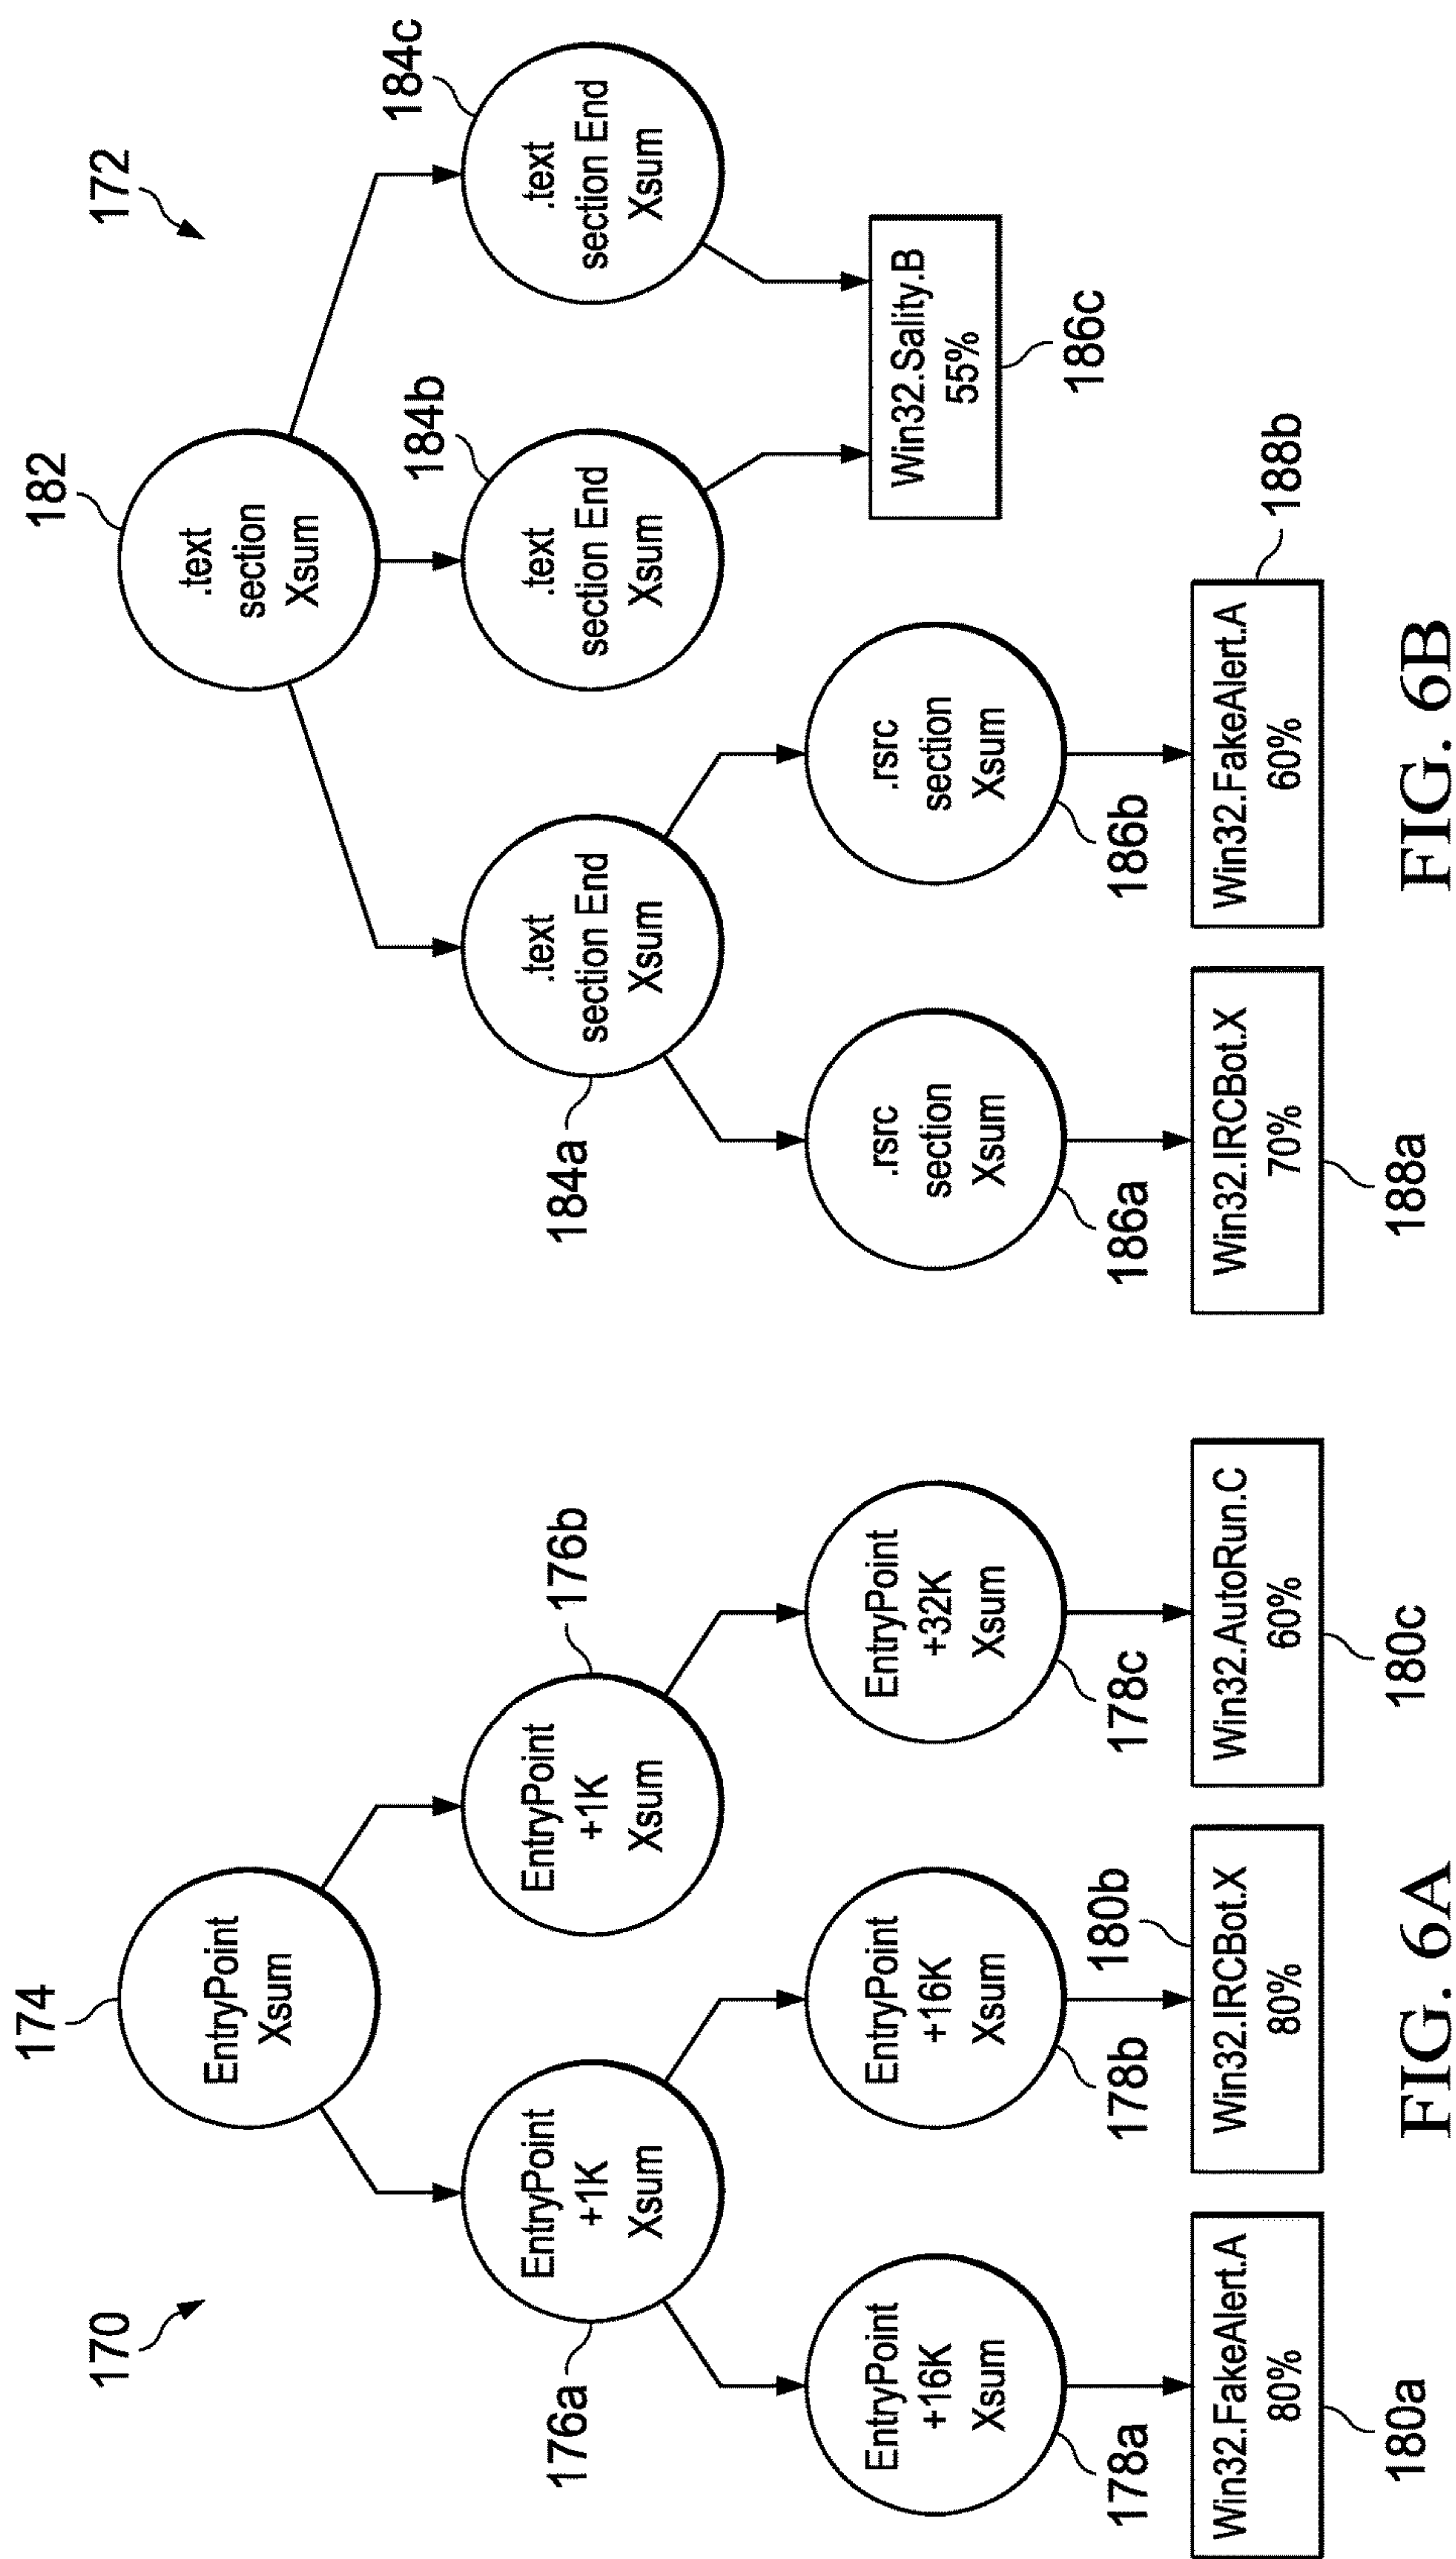 170
174
EntryPoint
Xsum
176a
EntryPoint
+1K
Xsum
EntryPoint
+1K
Xsum
176b
EntryPoint
+16K
Xsum
EntryPoint
+16K
Xsum
EntryPoint
+32K
Xsum
178a
178b
180b
178c
Win32.FakeAlert.A
80%
Win32.IRCBot.X
80%
Win32.AutoRun.C
60%
180a
180c
FIG. 6A
182
172
.text
section
Xsum
184b
184c
184a
.text
section End
Xsum
.text
section End
Xsum
.text
section End
Xsum
.rsrc
section
Xsum
.rsrc
section
Xsum
Win32.Sality.B
55%
186c
186a
186b
188b
Win32.IRCBot.X
70%
Win32.FakeAlert.A
60%
188a
FIG. 6B